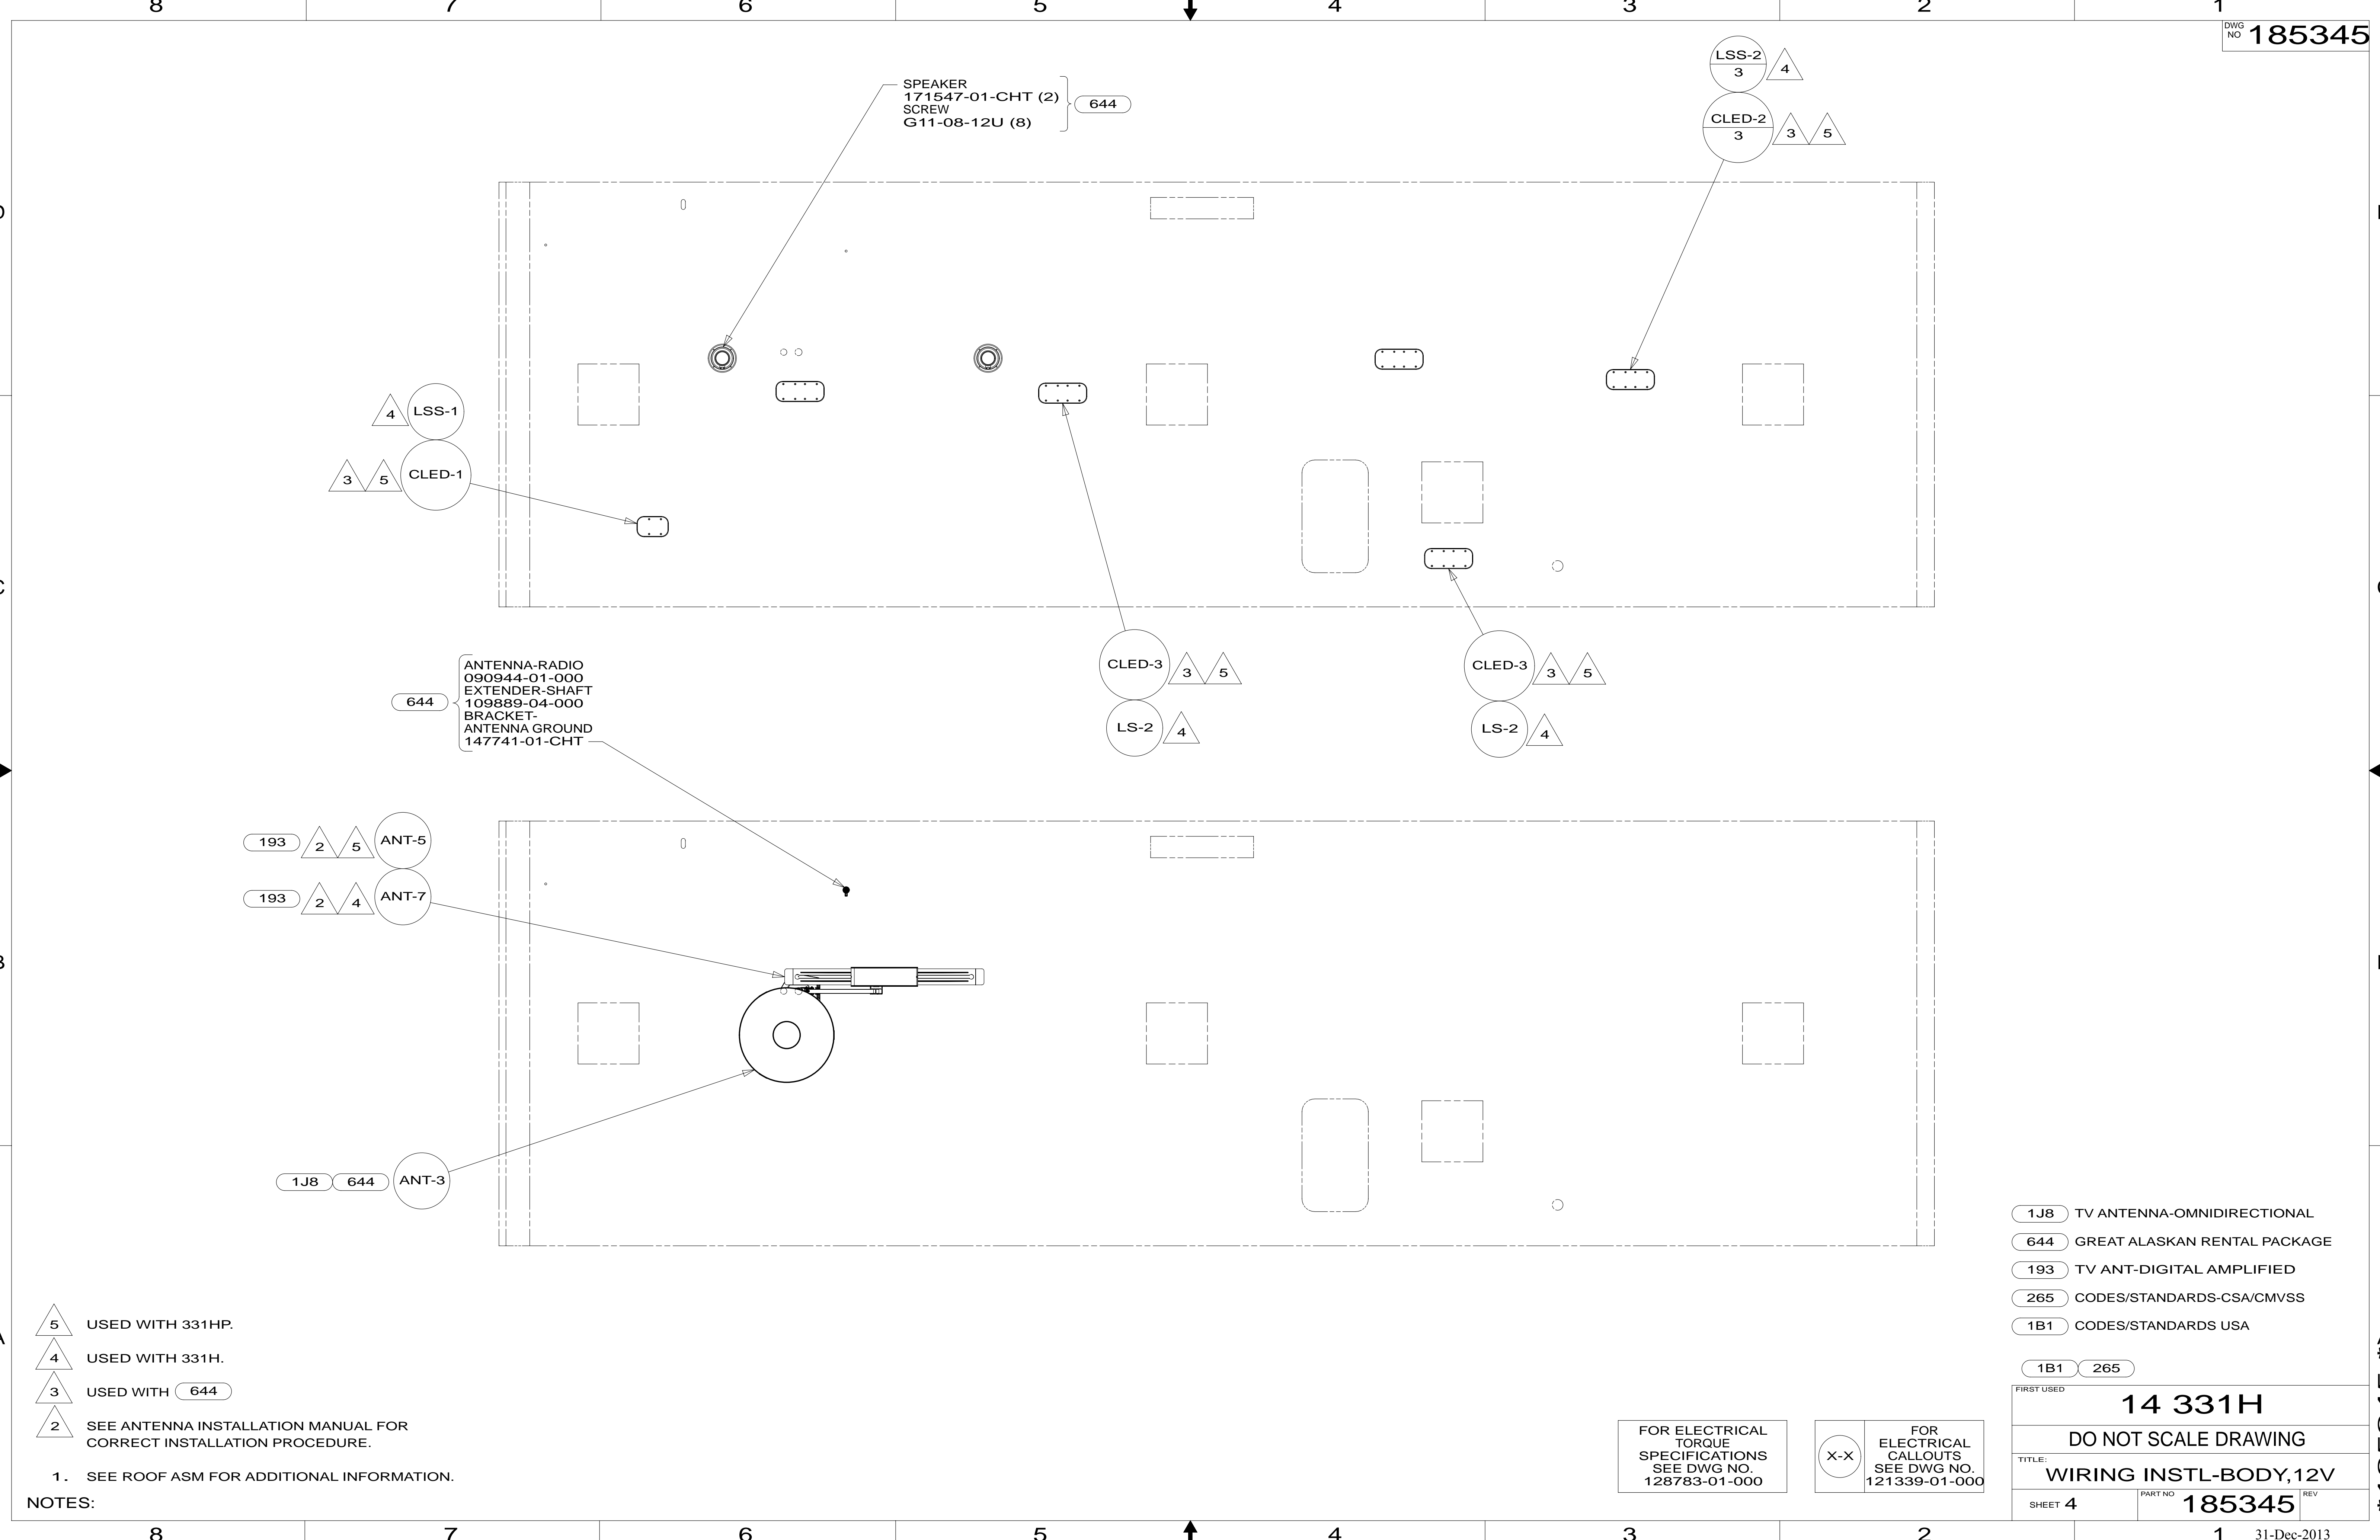 8 7 6 5 4 3 2 1
DWG
NO 185345
SPEAKER
171547-01-CHT (2)
SCREW
G11-08-12U (8)
644
LSS-2
3
4
CLED-2
3
3 5
D
4 LSS-1
3 5 CLED-1
C
CLED-3 3 5
LS-2 4
CLED-3 3 5
LS-2 4
644
ANTENNA-RADIO
090944-01-000
EXTENDER-SHAFT
109889-04-000
BRACKET-
ANTENNA GROUND
147741-01-CHT
193 2 5 ANT-5
193 2 4 ANT-7
B
1J8 644 ANT-3
1J8 TV ANTENNA-OMNIDIRECTIONAL
644 GREAT ALASKAN RENTAL PACKAGE
193 TV ANT-DIGITAL AMPLIFIED
265 CODES/STANDARDS-CSA/CMVSS
1B1 CODES/STANDARDS USA
1B1 265
A
5 USED WITH 331HP.
4 USED WITH 331H.
3 USED WITH 644
2 SEE ANTENNA INSTALLATION MANUAL FOR
CORRECT INSTALLATION PROCEDURE.
1. SEE ROOF ASM FOR ADDITIONAL INFORMATION.
NOTES:
FOR ELECTRICAL
TORQUE
SPECIFICATIONS
SEE DWG NO.
128783-01-000
X-X
FOR
ELECTRICAL
CALLOUTS
SEE DWG NO.
121339-01-000
FIRST USED
14 331H
DO NOT SCALE DRAWING
TITLE:
WIRING INSTL-BODY,12V
SHEET 4
PART NO 185345
REV
8 7 6 5 4 3 2 1
31-Dec-2013